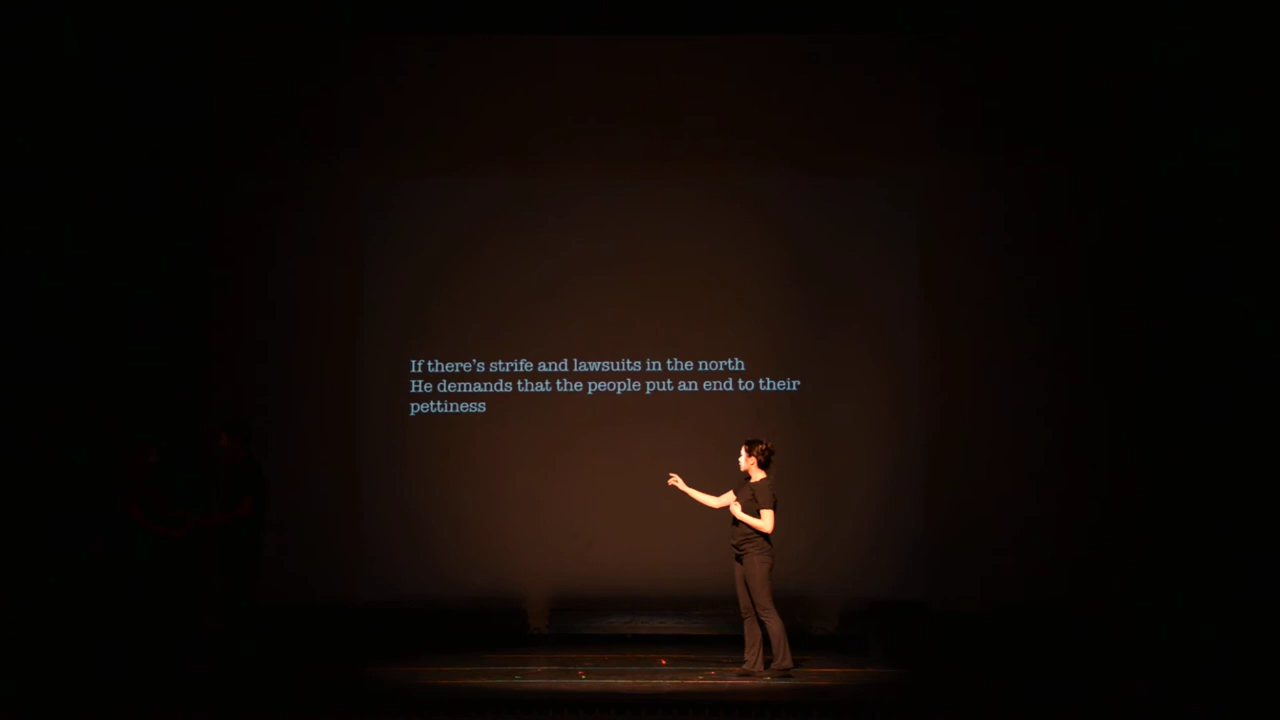 If there's strife and lawsuits in the north
He demands that the people put an end to their
pettiness